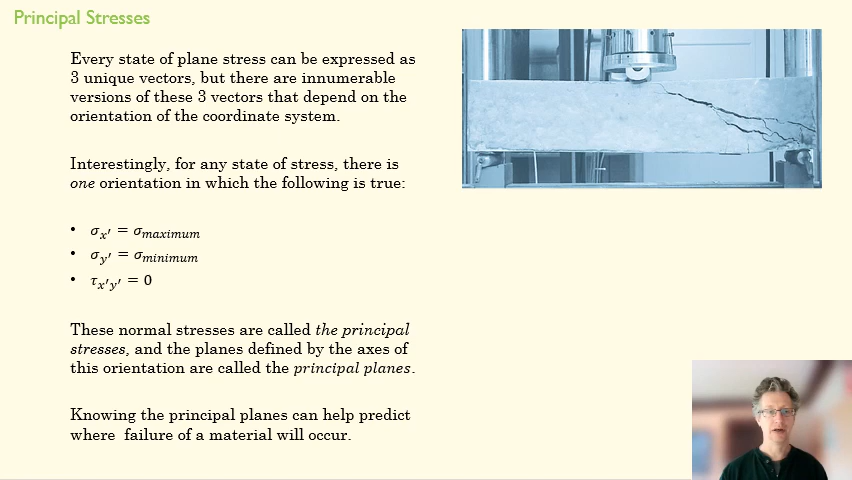 Principal Stresses
Every state of plane stress can be expressed as
3 unique vectors, but there are innumerable
versions of these 3 vectors that depend on the
orientation of the coordinate system.
Interestingly, for any state of stress, there is
one orientation in which the following is true:
• σx′ = σmaximum
• σy′ = σminimum
• τx′y′ = 0
These normal stresses are called the principal
stresses, and the planes defined by the axes of
this orientation are called the principal planes.
Knowing the principal planes can help predict
where failure of a material will occur.